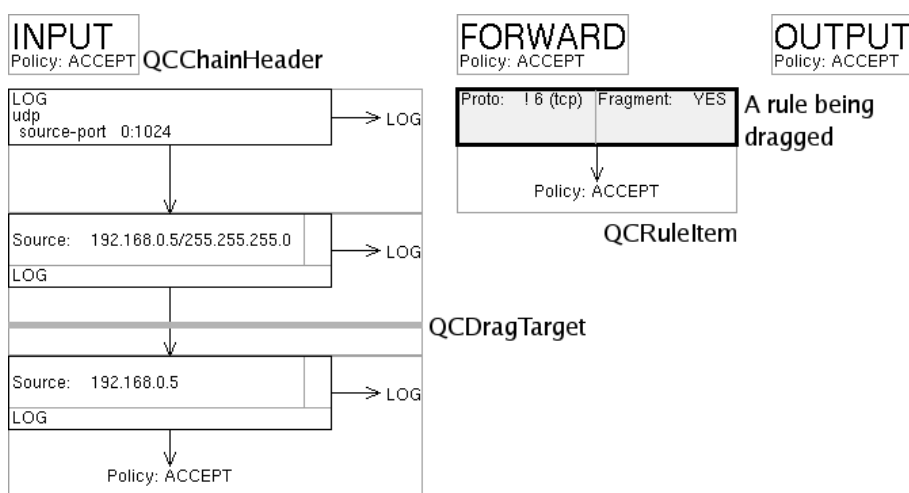 INPUT
Policy: ACCEPT
QCChainHeader
FORWARD
Policy: ACCEPT
OUTPUT
Policy: ACCEPT
LOG
udp
source-port 0:1024
LOG
Source: 192.168.0.5/255.255.255.0
LOG
LOG
QCDragTarget
Source: 192.168.0.5
LOG
LOG
Policy: ACCEPT
Proto: ! 6 (tcp) Fragment: YES
A rule being
dragged
Policy: ACCEPT
QCRuleItem